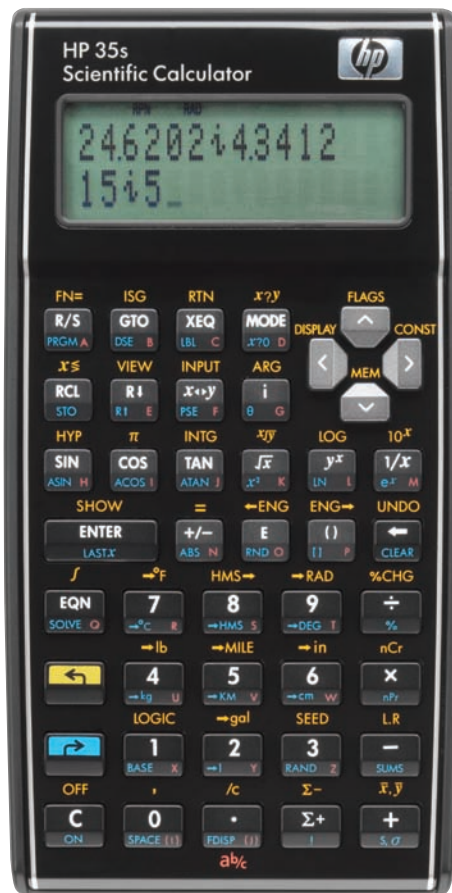 HP 35s
Scientific Calculator
hp
RPN RAD
24.6202i4.3412
15i5_
FN= ISG RTN x?y FLAGS
R/S GTO XEQ MODE DISPLAY CONST
PRGM A DSE B LBL C x?0 D
x≶ VIEW INPUT ARG MEM
RCL R↓ x↔y i
STO R↑ E PSE F θ G
HYP π INTG x√y LOG 10ˣ
SIN COS TAN √x yˣ 1/x
ASIN H ACOS I ATAN J x² K LN L eˣ M
SHOW = ←ENG ENG→ UNDO
ENTER +/− E () ←
LASTx ABS N RND O [] P CLEAR
∫ →°F HMS→ →RAD %CHG
EQN 7 8 9 ÷
SOLVE Q →°C R →HMS S →DEG T %
→lb →MILE →in nCr
4 5 6 ×
→kg U →KM V →cm W nPr
LOGIC →gal SEED L.R
1 2 3 −
BASE X →l Y RAND Z SUMS
OFF , /c Σ− x̄,ȳ
C 0 · Σ+ +
ON SPACE (I) FDISP (J) ! S,σ
ab/c